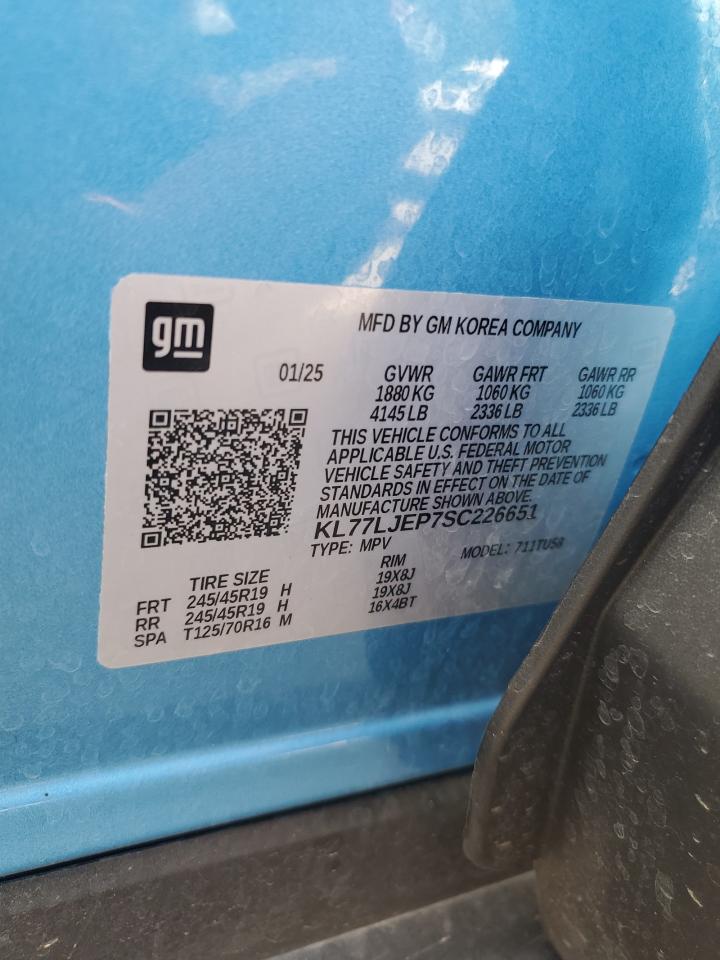 gm
MFD BY GM KOREA COMPANY
01/25 GVWR GAWR FRT GAWR RR
1880 KG 1060 KG 1060 KG
4145 LB 2336 LB 2336 LB
THIS VEHICLE CONFORMS TO ALL
APPLICABLE U.S. FEDERAL MOTOR
VEHICLE SAFETY AND THEFT PREVENTION
STANDARDS IN EFFECT ON THE DATE OF
MANUFACTURE SHOWN ABOVE.
KL77LJEP7SC226651
TYPE: MPV MODEL: 711TU58
TIRE SIZE RIM
FRT 245/45R19 H 19X8J
RR 245/45R19 H 19X8J
SPA T125/70R16 M 16X4BT